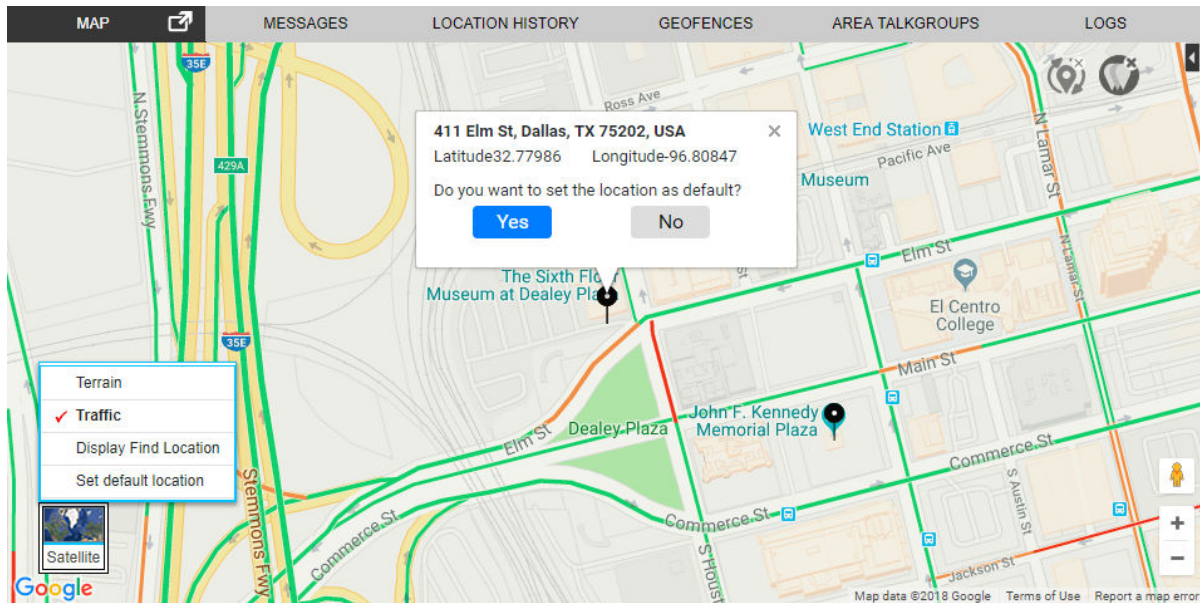 MAP
MESSAGES
LOCATION HISTORY
GEOFENCES
AREA TALKGROUPS
LOGS
35E
N Stemmons Fwy
429A
Ross Ave
411 Elm St, Dallas, TX 75202, USA
×
Latitude32.77986 Longitude-96.80847
Do you want to set the location as default?
Yes
No
West End Station
Pacific Ave
Museum
N Lamar St
N Lamar St
The Sixth Flo
Museum at Dealey Pla
St
Elm St
El Centro
College
35E
Main St
Terrain
✓ Traffic
Display Find Location
Set default location
John F. Kennedy
Memorial Plaza
Dealey Plaza
Elm St
Commerce St
Stemmons Fwy
S Austin St
Commerce St
Commerce St
S Houst
Jackson St
Satellite
+
−
Google
Map data ©2018 Google
Terms of Use
Report a map error